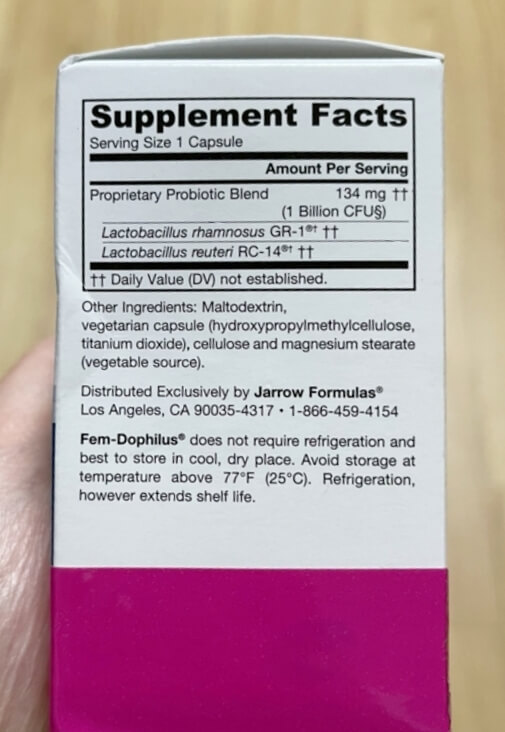 Supplement Facts
Serving Size 1 Capsule
Amount Per Serving
Proprietary Probiotic Blend 134 mg ††
(1 Billion CFU§)
Lactobacillus rhamnosus GR-1®† ††
Lactobacillus reuteri RC-14®† ††
†† Daily Value (DV) not established.
Other Ingredients: Maltodextrin,
vegetarian capsule (hydroxypropylmethylcellulose,
titanium dioxide), cellulose and magnesium stearate
(vegetable source).
Distributed Exclusively by Jarrow Formulas®
Los Angeles, CA 90035-4317 • 1-866-459-4154
Fem-Dophilus® does not require refrigeration and
best to store in cool, dry place. Avoid storage at
temperature above 77°F (25°C). Refrigeration,
however extends shelf life.